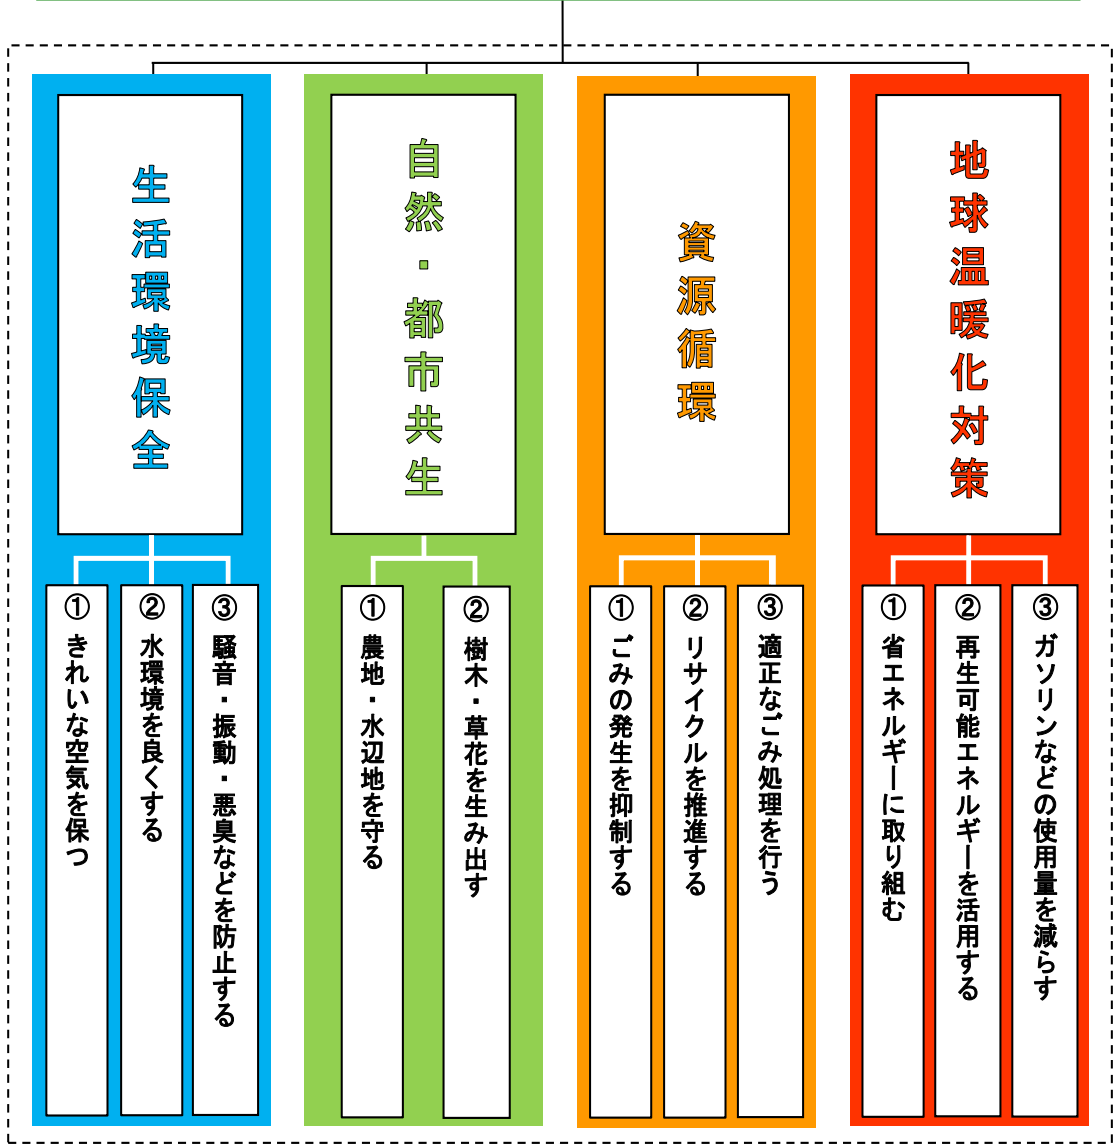 生活環境保全
① きれいな空気を保つ
② 水環境を良くする
③ 騒音・振動・悪臭などを防止する
自然・都市共生
① 農地・水辺地を守る
② 樹木・草花を生み出す
資源循環
① ごみの発生を抑制する
② リサイクルを推進する
③ 適正なごみ処理を行う
地球温暖化対策
① 省エネルギーに取り組む
② 再生可能エネルギーを活用する
③ ガソリンなどの使用量を減らす